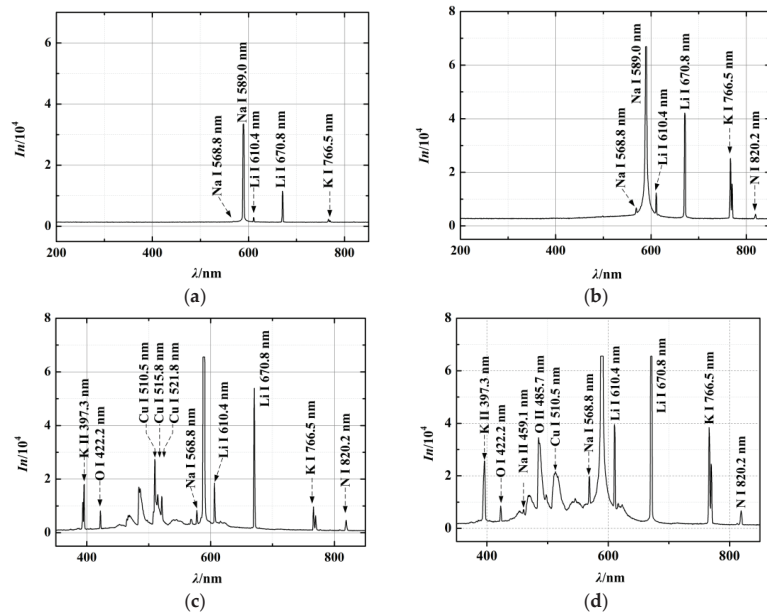 6
4
2
0
In/10⁴
Na I 568.8 nm
Na I 589.0 nm
Li I 610.4 nm
Li I 670.8 nm
K I 766.5 nm
200 400 600 800
λ/nm
(a)
8
6
4
2
0
In/10⁴
Na I 568.8 nm
Na I 589.0 nm
Li I 610.4 nm
Li I 670.8 nm
K I 766.5 nm
N I 820.2 nm
200 400 600 800
λ/nm
(b)
8
6
4
2
0
In/10⁴
K II 397.3 nm
O I 422.2 nm
Cu I 510.5 nm
Cu I 515.8 nm
Cu I 521.8 nm
Na I 568.8 nm
Li I 610.4 nm
Li I 670.8 nm
K I 766.5 nm
N I 820.2 nm
400 500 600 700 800
λ/nm
(c)
8
6
4
2
0
In/10⁴
K II 397.3 nm
O I 422.2 nm
Na II 459.1 nm
O II 485.7 nm
Cu I 510.5 nm
Na I 568.8 nm
Li I 610.4 nm
Li I 670.8 nm
K I 766.5 nm
N I 820.2 nm
400 500 600 700 800
λ/nm
(d)